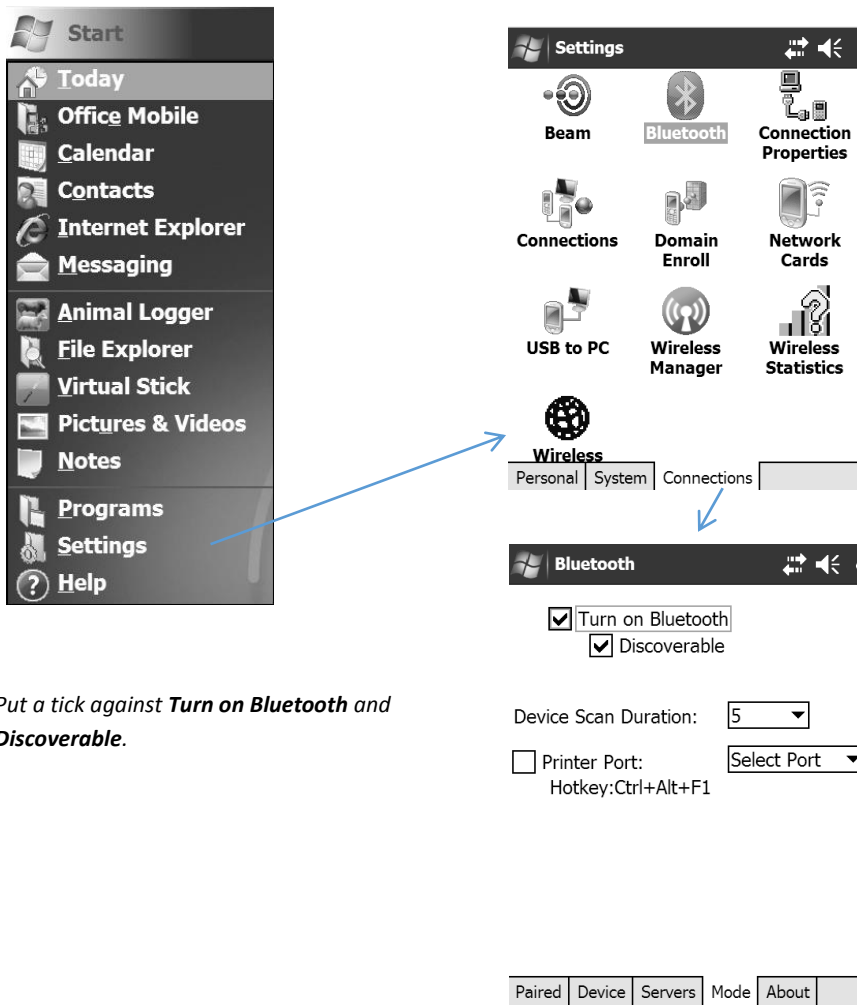 Start
Today
Office Mobile
Calendar
Contacts
Internet Explorer
Messaging
Animal Logger
File Explorer
Virtual Stick
Pictures & Videos
Notes
Programs
Settings
Help
Settings
Beam Bluetooth Connection
Properties
Connections Domain Network
Enroll Cards
USB to PC Wireless Wireless
Manager Statistics
Wireless
Personal System Connections
Bluetooth
Turn on Bluetooth
Discoverable
Put a tick against Turn on Bluetooth and
Discoverable.
Device Scan Duration: 5
Printer Port: Select Port
Hotkey:Ctrl+Alt+F1
Paired Device Servers Mode About